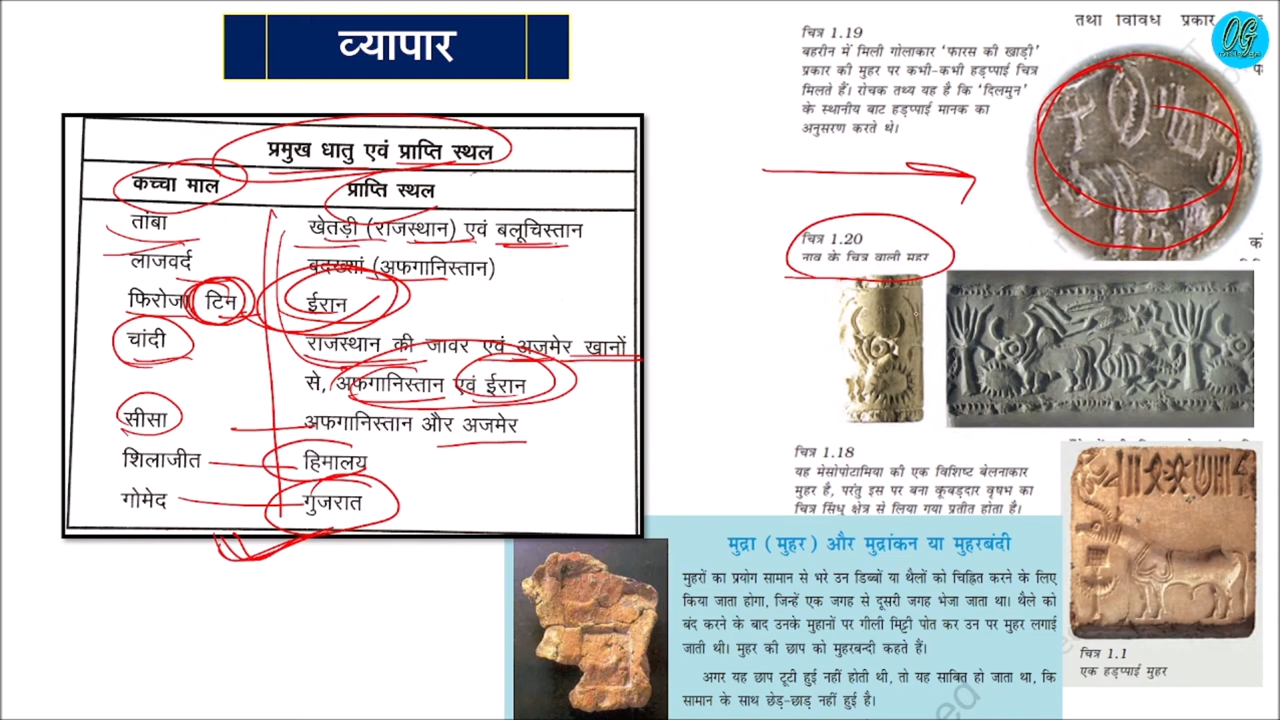 व्यापार
प्रमुख धातु एवं प्राप्ति स्थल
कच्चा माल प्राप्ति स्थल
तांबा खेतड़ी (राजस्थान) एवं बलूचिस्तान
लाजवर्द बदख्शां (अफगानिस्तान)
फिरोजा टिन ईरान
चांदी राजस्थान की जावर एवं अजमेर खानों
से, अफगानिस्तान एवं ईरान
सीसा अफगानिस्तान और अजमेर
शिलाजीत हिमालय
गोमेद गुजरात
तथा विविध प्रकार
OG
चित्र 1.19
बहरीन में मिली गोलाकार ‘फारस की खाड़ी’
प्रकार की मुहर पर कभी-कभी हड़प्पाई चित्र
मिलते हैं। रोचक तथ्य यह है कि ‘दिलमुन’
के स्थानीय बाट हड़प्पाई मानक का
अनुसरण करते थे।
चित्र 1.20
नाव के चित्र वाली मुहर
चित्र 1.18
यह मेसोपोटामिया की एक विशिष्ट बेलनाकार
मुहर है, परंतु इस पर बना कूबड़दार वृषभ का
चित्र सिंधु क्षेत्र से लिया गया प्रतीत होता है।
मुद्रा (मुहर) और मुद्रांकन या मुहरबंदी
मुहरों का प्रयोग सामान से भरे उन डिब्बों या थैलों को चिह्नित करने के लिए
किया जाता होगा, जिन्हें एक जगह से दूसरी जगह भेजा जाता था। थैले को
बंद करने के बाद उनके मुहानों पर गीली मिट्टी पोत कर उन पर मुहर लगाई
जाती थी। मुहर की छाप को मुहरबन्दी कहते हैं।
अगर यह छाप टूटी हुई नहीं होती थी, तो यह साबित हो जाता था, कि
सामान के साथ छेड़-छाड़ नहीं हुई है।
चित्र 1.1
एक हड़प्पाई मुहर